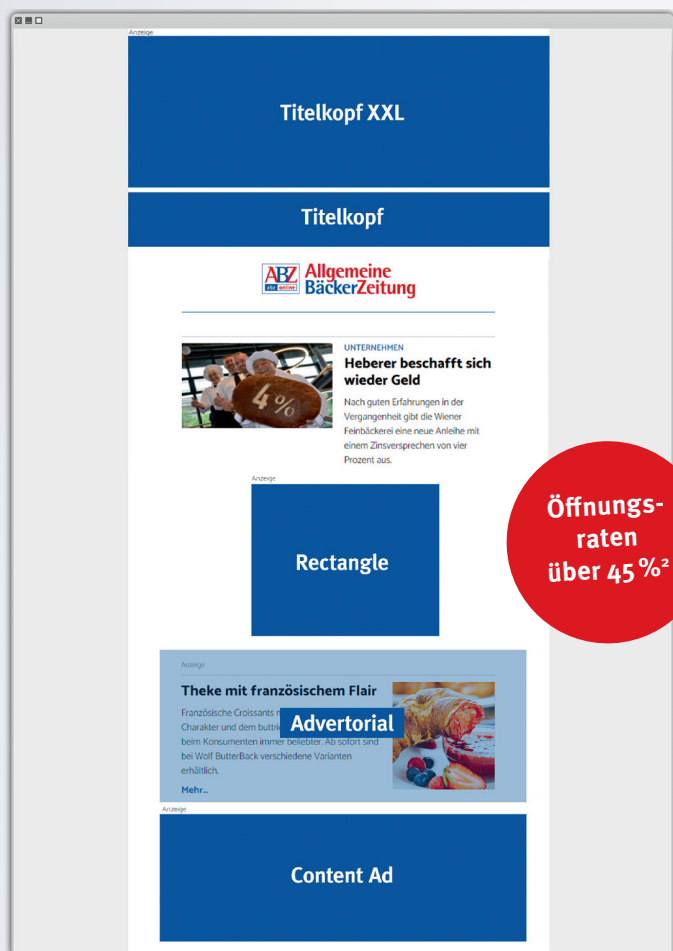 Anzeige
Titelkopf XXL
Titelkopf
ABZ
abz online
Allgemeine
BäckerZeitung
UNTERNEHMEN
Heberer beschafft sich
wieder Geld
Nach guten Erfahrungen in der
Vergangenheit gibt die Wiener
Feinbäckerei eine neue Anleihe mit
einem Zinsversprechen von vier
Prozent aus.
4%
Anzeige
Rectangle
Öffnungs-
raten
über 45 %²
Anzeige
Theke mit französischem Flair
Französische Croissants
Charakter und dem
beim Konsumenten immer beliebter. Ab sofort sind
bei Wolf ButterBack verschiedene Varianten
erhältlich.
Mehr...
Advertorial
Anzeige
Content Ad